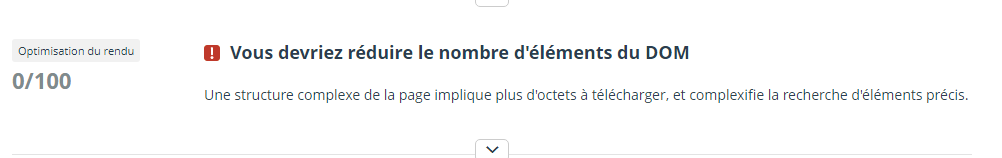 Optimisation du rendu
0/100
Vous devriez réduire le nombre d'éléments du DOM
Une structure complexe de la page implique plus d'octets à télécharger, et complexifie la recherche d'éléments précis.